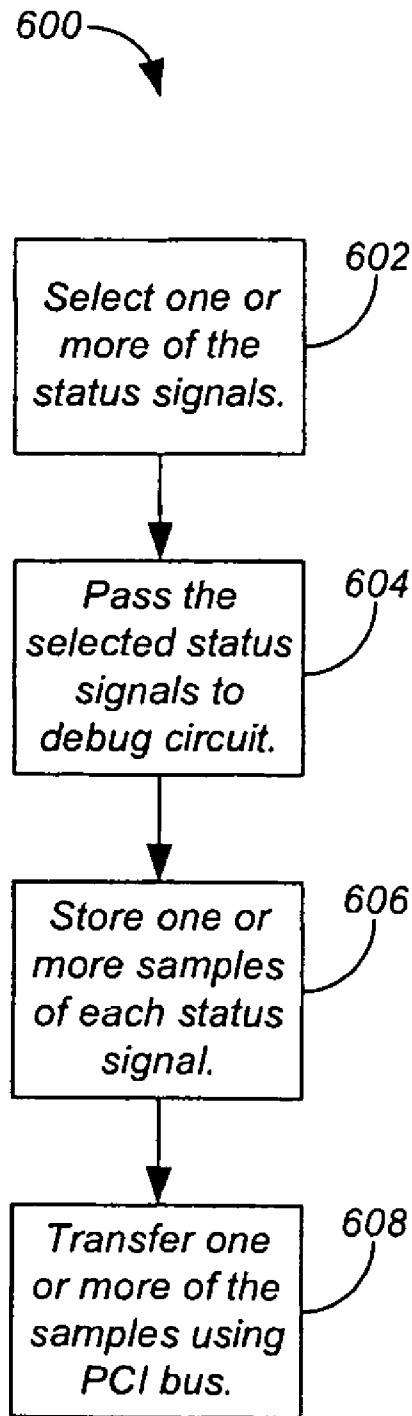 600
602
Select one or
more of the
status signals.
604
Pass the
selected status
signals to
debug circuit.
606
Store one or
more samples
of each status
signal.
608
Transfer one
or more of the
samples using
PCI bus.